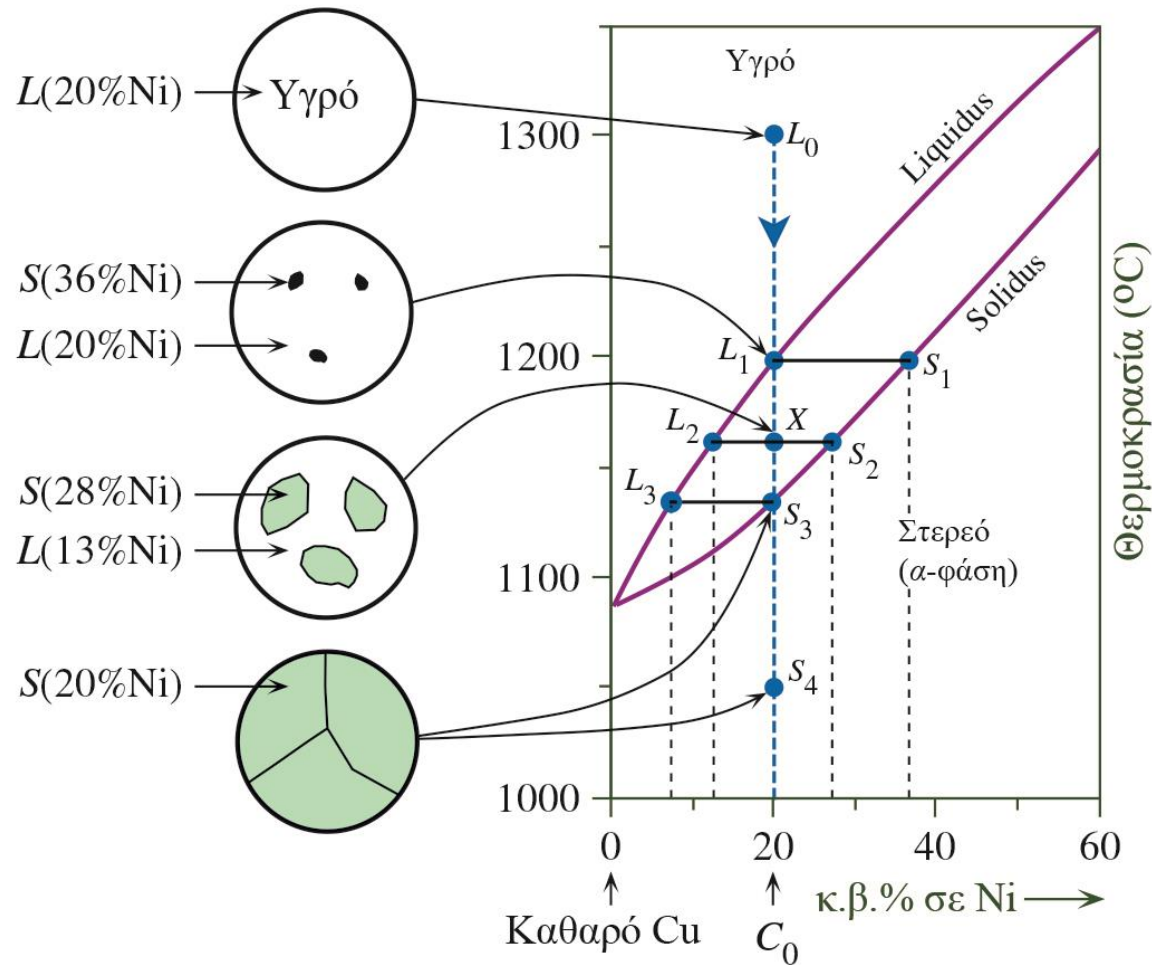 L(20%Ni)
Υγρό
S(36%Ni)
L(20%Ni)
S(28%Ni)
L(13%Ni)
S(20%Ni)
Υγρό
1300
L0
Liquidus
Solidus
1200
L1
S1
L2
X
S2
L3
S3
Στερεό
(α-φάση)
1100
S4
1000
0
20
40
60
κ.β.% σε Ni
Καθαρό Cu
C0
Θερμοκρασία (oC)